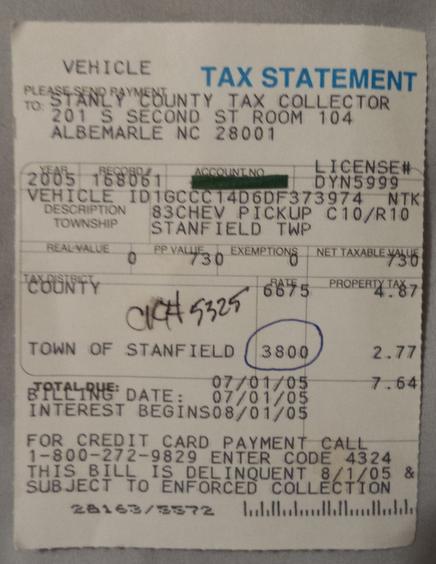 VEHICLE
TAX STATEMENT
PLEASE SEND PAYMENT
TO: STANLY COUNTY TAX COLLECTOR
201 S SECOND ST ROOM 104
ALBEMARLE NC 28001
YEAR RECORD# ACCOUNT NO LICENSE#
2005 168061 DYN5999
VEHICLE ID1GCCC14D6DF373974 NTK
DESCRIPTION 83CHEV PICKUP C10/R10
TOWNSHIP STANFIELD TWP
REAL VALUE PP VALUE EXEMPTIONS NET TAXABLE VALUE
0 730 0 730
TAX DISTRICT RATE PROPERTY TAX
COUNTY 6675 4.87
5325
TOWN OF STANFIELD 3800 2.77
TOTAL DUE: 07/01/05 7.64
BILLING DATE: 07/01/05
INTEREST BEGINS08/01/05
FOR CREDIT CARD PAYMENT CALL
1-800-272-9829 ENTER CODE 4324
THIS BILL IS DELINQUENT 8/1/05 &
SUBJECT TO ENFORCED COLLECTION
28163/5572